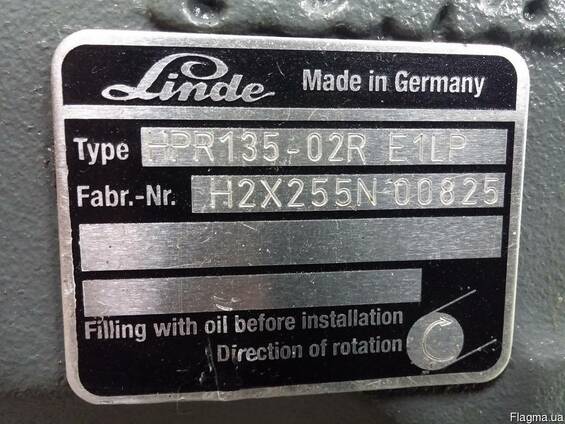 Linde Made in Germany
Type HPR135-02R E1LP
Fabr.-Nr. H2X255N 00825
Filling with oil before installation
Direction of rotation
Flagma.ua